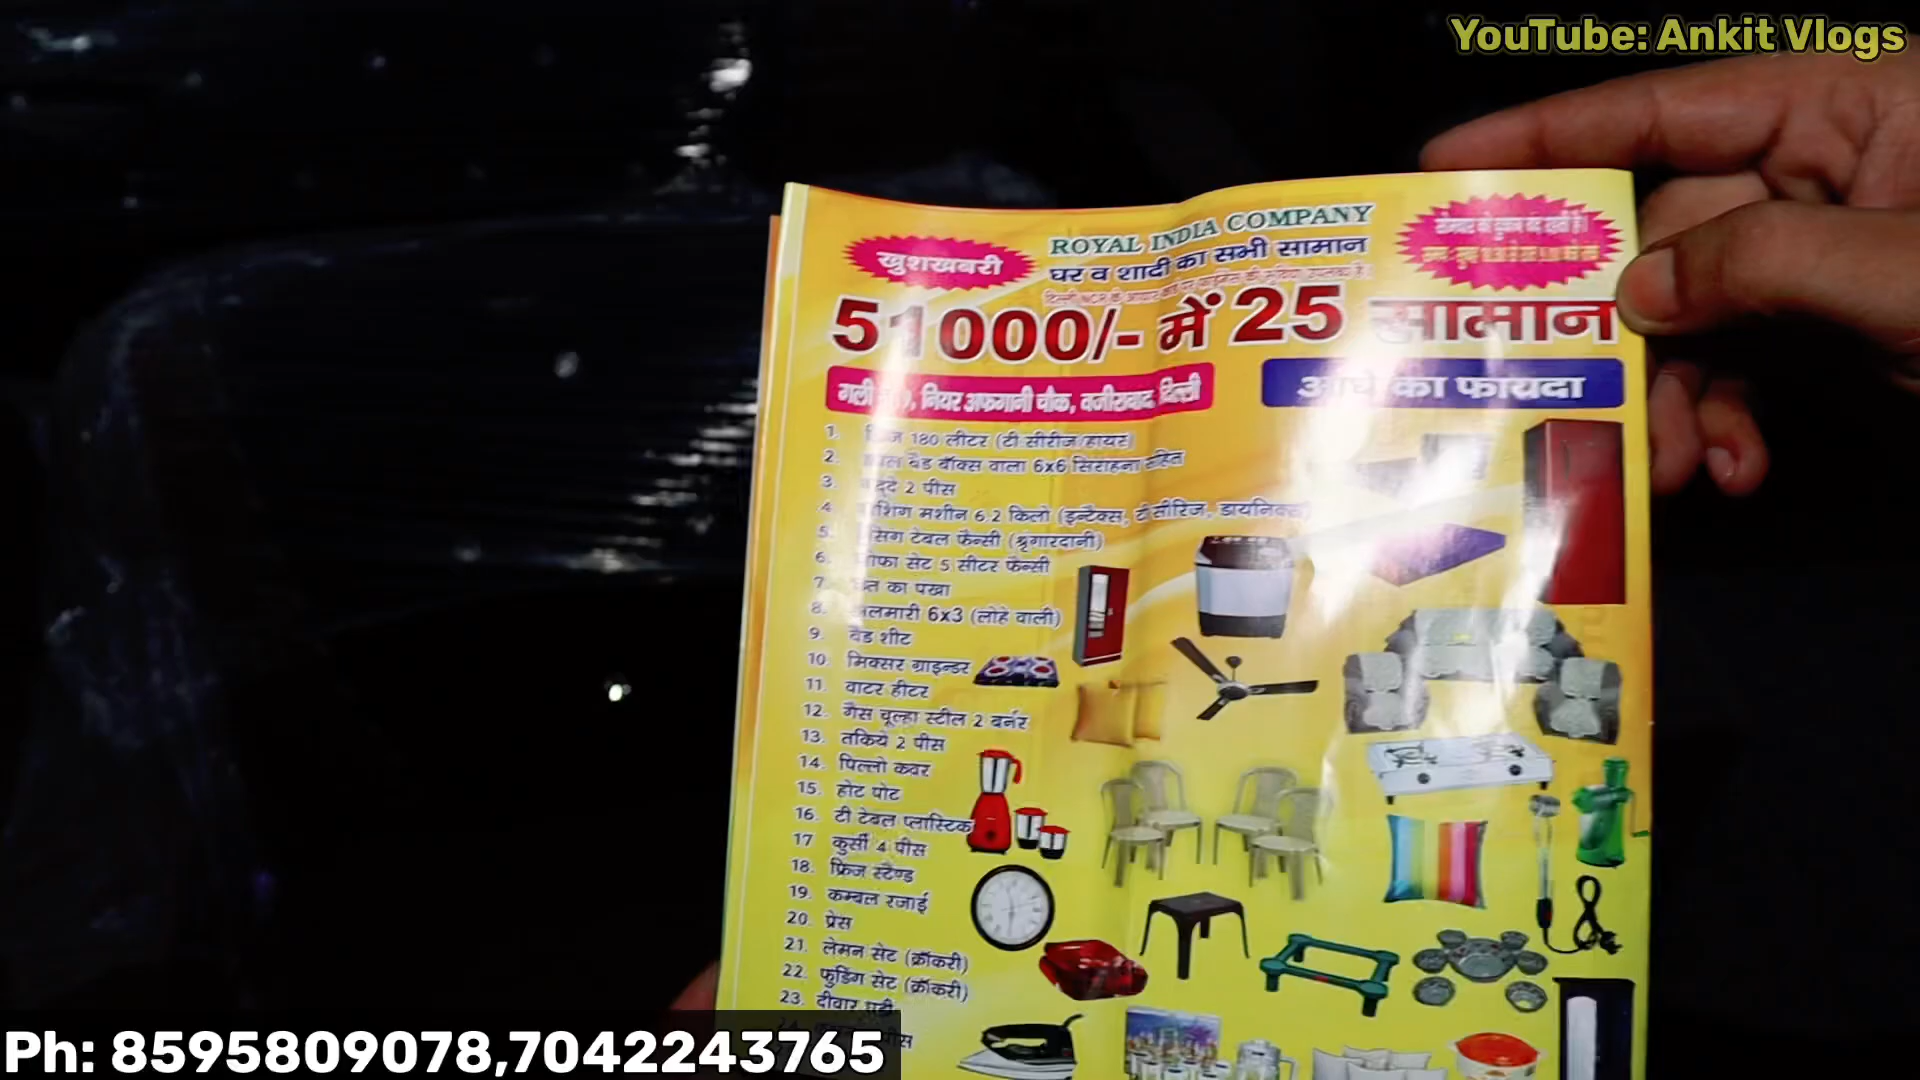 YouTube: Ankit Vlogs
ROYAL INDIA COMPANY
खुशखबरी
घर व शादी का सभी सामान
51000/- में 25 सामान
गली, नियर अफगानी चौक, वजीराबाद, दिल्ली
आधे का फायदा
1. 180 लीटर (टी सीरीज/हायर)
2. बैड बॉक्स वाला 6x6 सिराहना सहित
3. 2 पीस
4. मशीन 6.2 किलो (इन्टैक्स, टी सीरिज, डायनिक्स)
5. टेबल फैन्सी (श्रृंगारदानी)
6. सेट 5 सीटर फैन्सी
7. का पंखा
8. अलमारी 6x3 (लोहे वाली)
9. बैड शीट
10. मिक्सर ग्राइन्डर
11. वाटर हीटर
12. गैस चूल्हा स्टील 2 बर्नर
13. तकिये 2 पीस
14. पिल्लो कवर
15. होट पोट
16. टी टेबल प्लास्टिक
17 कुर्सी 4 पीस
18. फ्रिज स्टैण्ड
19. कम्बल रजाई
20. प्रेस
21. लेमन सेट (क्रॉकरी)
22. फुडिंग सेट (क्रॉकरी)
23. दीवार घड़ी
पीस
Ph: 8595809078,7042243765